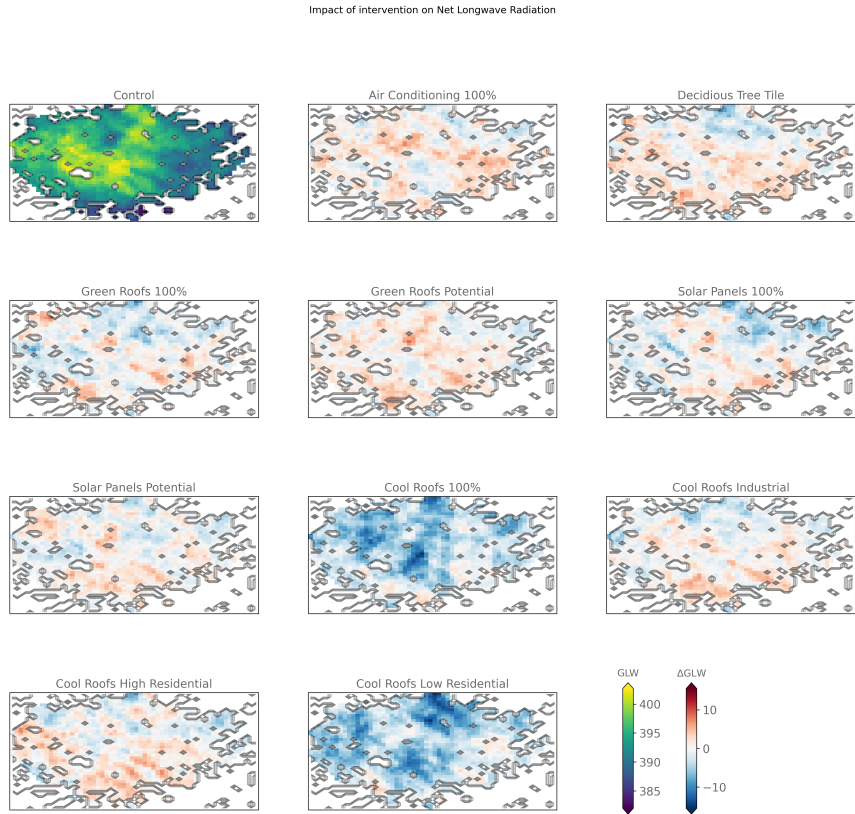 Impact of intervention on Net Longwave Radiation
Control
Air Conditioning 100%
Decidious Tree Tile
Green Roofs 100%
Green Roofs Potential
Solar Panels 100%
Solar Panels Potential
Cool Roofs 100%
Cool Roofs Industrial
Cool Roofs High Residential
Cool Roofs Low Residential
GLW
ΔGLW
400
395
390
385
10
0
−10